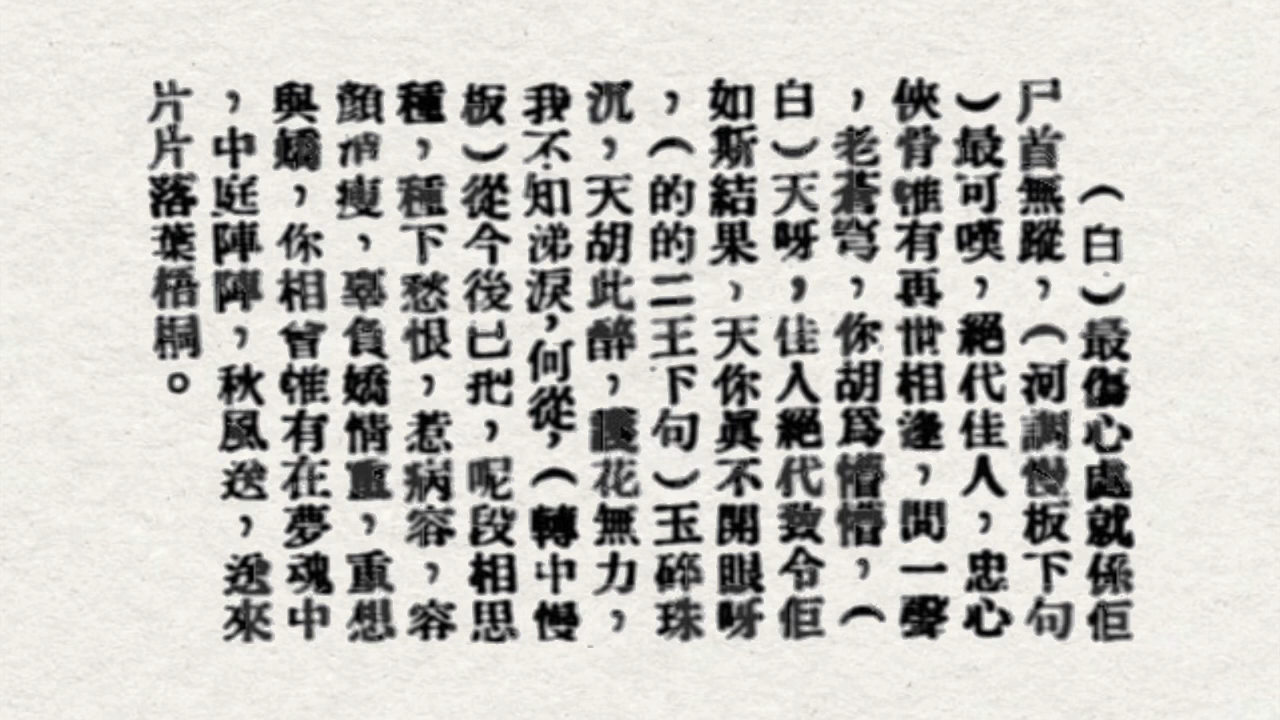 （白）最傷心處就係佢
尸首無蹤，（河調慢板下句
）最可嘆，絕代佳人，忠心
俠骨惟有再世相逢，問一聲
，老蒼穹，你胡爲懵懵，（
白）天呀，佳人絕代致令佢
如斯結果，天你眞不開眼呀
，（的的二王下句）玉碎珠
沉，天胡此醉，護花無力，
我不知涕淚，何從，（轉中慢
板）從今後已把，呢段相思
種，種下愁恨，惹病容，容
顏消瘦，辜負嬌情重，重想
與嬌，你相會惟有在夢魂中
，中庭陣陣，秋風送，送來
片片落葉梧桐。